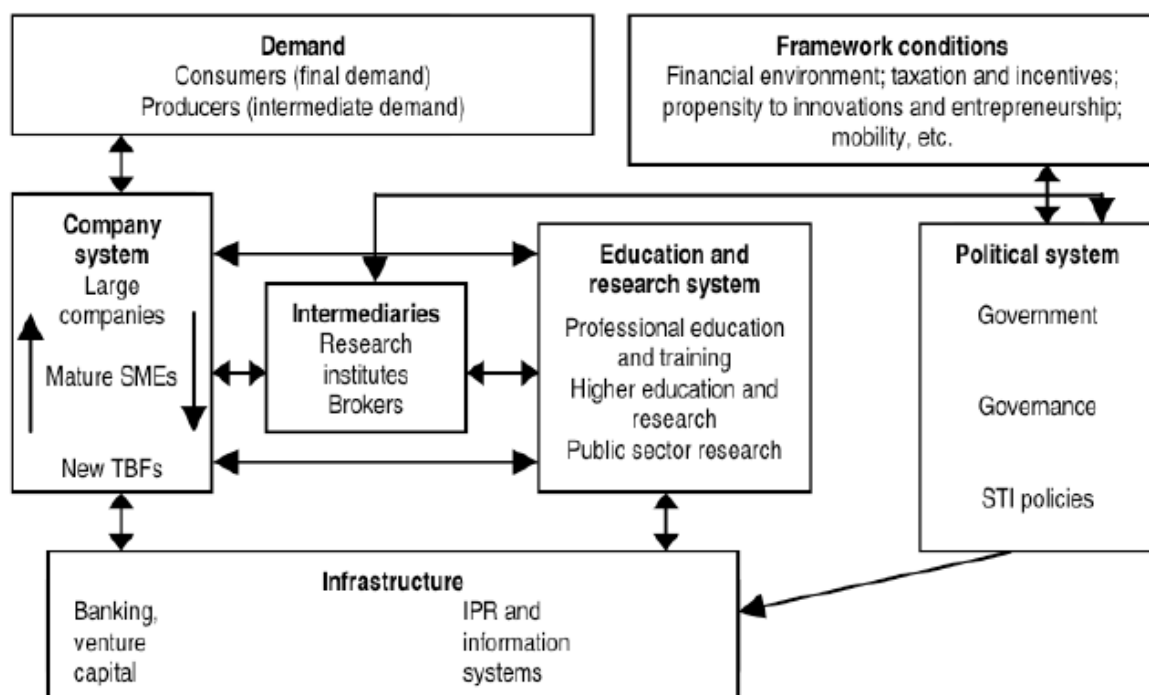 Demand
Consumers (final demand)
Producers (intermediate demand)
Framework conditions
Financial environment; taxation and incentives;
propensity to innovations and entrepreneurship;
mobility, etc.
Company
system
Large
companies
Mature SMEs
New TBFs
Intermediaries
Research
institutes
Brokers
Education and
research system
Professional education
and training
Higher education and
research
Public sector research
Political system
Government
Governance
STI policies
Infrastructure
Banking,
venture
capital
IPR and
information
systems